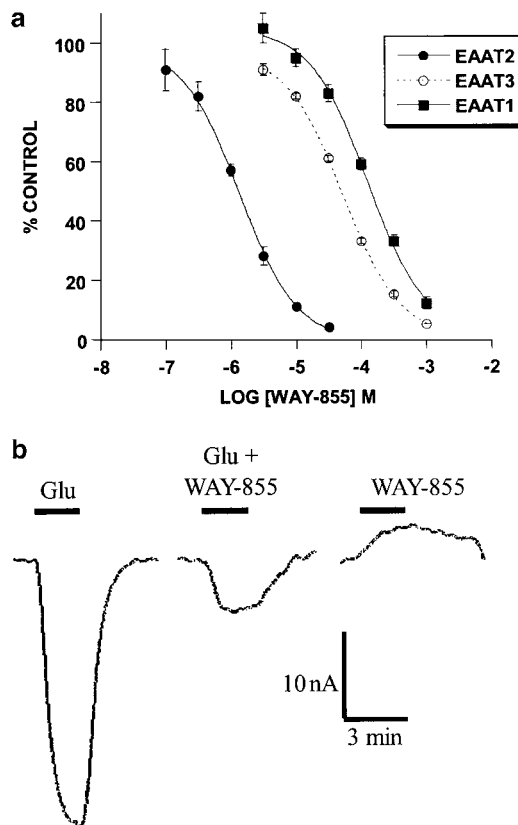 a
100
80
60
40
20
0
% CONTROL
EAAT2
EAAT3
EAAT1
-8 -7 -6 -5 -4 -3 -2
LOG [WAY-855] M
b
Glu
Glu +
WAY-855
WAY-855
10 nA
3 min